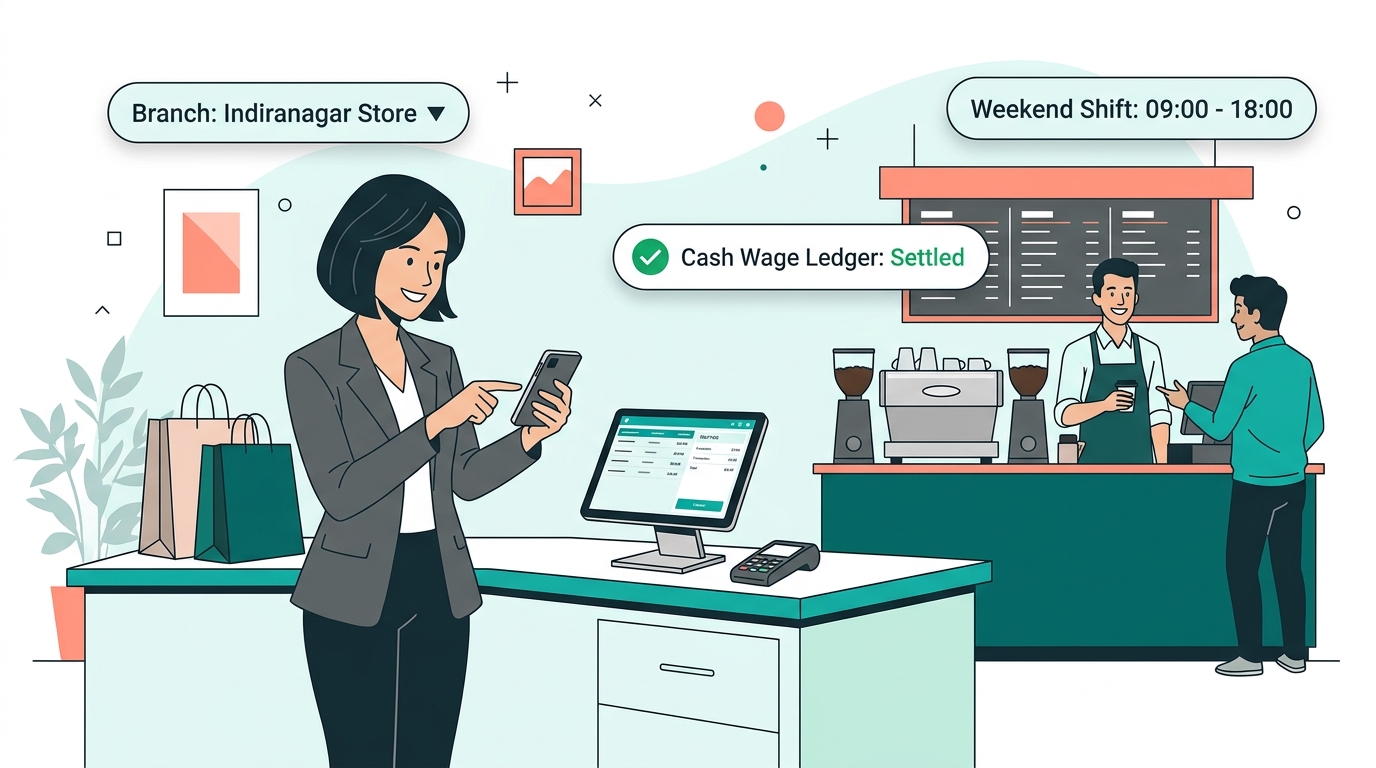 Branch: Indiranagar Store ▼
Weekend Shift: 09:00 - 18:00
Cash Wage Ledger: Settled